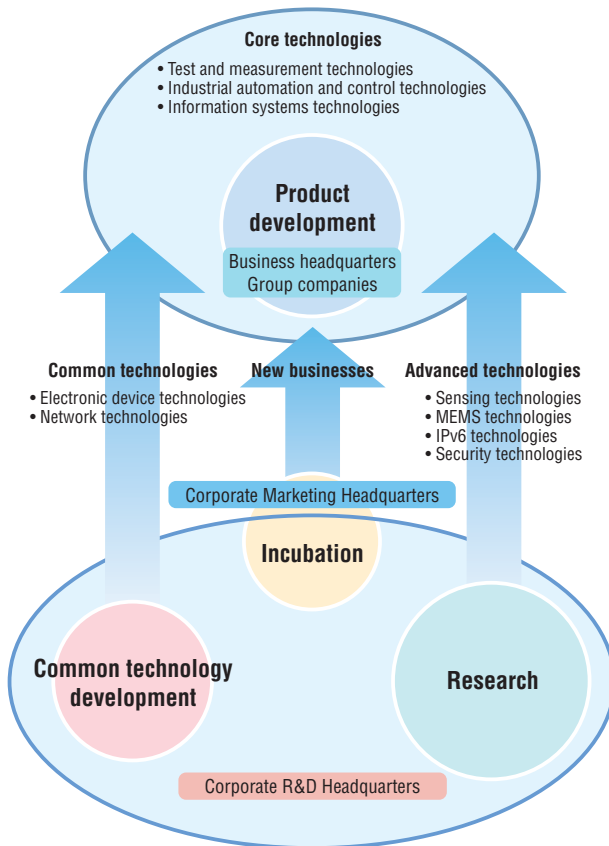 Core technologies
• Test and measurement technologies
• Industrial automation and control technologies
• Information systems technologies
Product
development
Business headquarters
Group companies
Common technologies
• Electronic device technologies
• Network technologies
New businesses
Advanced technologies
• Sensing technologies
• MEMS technologies
• IPv6 technologies
• Security technologies
Corporate Marketing Headquarters
Incubation
Common technology
development
Research
Corporate R&D Headquarters